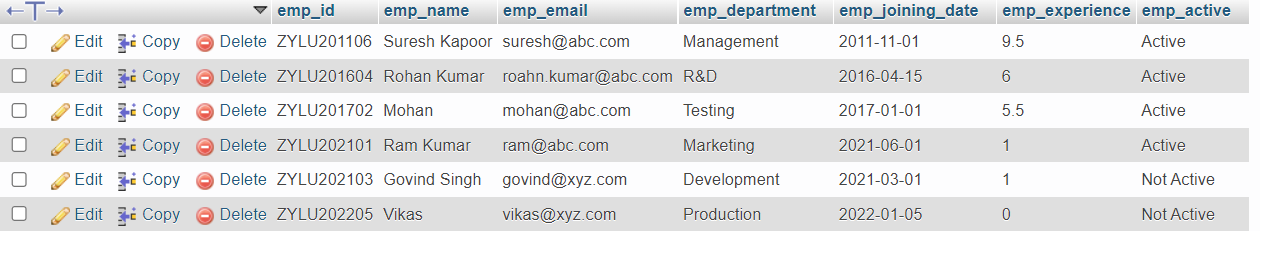 emp_id emp_name emp_email emp_department emp_joining_date emp_experience emp_active
Edit Copy Delete ZYLU201106 Suresh Kapoor suresh@abc.com Management 2011-11-01 9.5 Active
Edit Copy Delete ZYLU201604 Rohan Kumar roahn.kumar@abc.com R&D 2016-04-15 6 Active
Edit Copy Delete ZYLU201702 Mohan mohan@abc.com Testing 2017-01-01 5.5 Active
Edit Copy Delete ZYLU202101 Ram Kumar ram@abc.com Marketing 2021-06-01 1 Active
Edit Copy Delete ZYLU202103 Govind Singh govind@xyz.com Development 2021-03-01 1 Not Active
Edit Copy Delete ZYLU202205 Vikas vikas@xyz.com Production 2022-01-05 0 Not Active